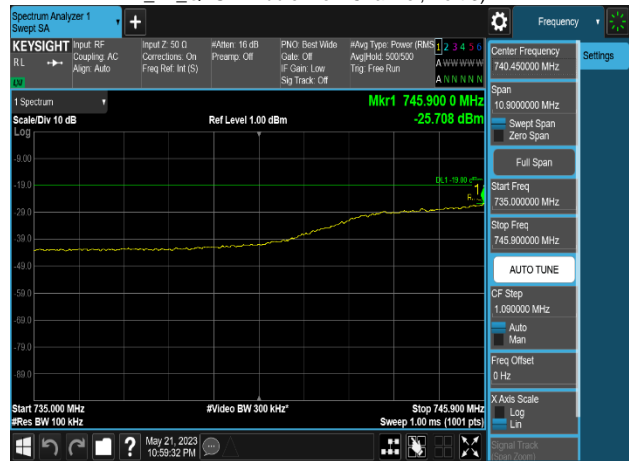 Spectrum Analyzer 1
Swept SA
Frequency
KEYSIGHT
RL
Input: RF
Coupling: AC
Align: Auto
Input Z: 50 Ω
Corrections: On
Freq Ref: Int (S)
#Atten: 16 dB
Preamp: Off
PNO: Best Wide
Gate: Off
IF Gain: Low
Sig Track: Off
#Avg Type: Power (RMS
Avg|Hold: 500/500
Trig: Free Run
1 2 3 4 5 6
A W W W W W
A N N N N N
1 Spectrum
Scale/Div 10 dB
Log
Ref Level 1.00 dBm
Mkr1 745.900 0 MHz
-25.708 dBm
DL1 -19.00
1
-9.00
-19.0
-29.0
-39.0
-49.0
-59.0
-69.0
-79.0
-89.0
Start 735.000 MHz
#Res BW 100 kHz
#Video BW 300 kHz*
Stop 745.900 MHz
Sweep 1.00 ms (1001 pts)
Center Frequency
740.450000 MHz
Settings
Span
10.9000000 MHz
Swept Span
Zero Span
Full Span
Start Freq
735.000000 MHz
Stop Freq
745.900000 MHz
AUTO TUNE
CF Step
1.090000 MHz
Auto
Man
Freq Offset
0 Hz
X Axis Scale
Log
Lin
Signal Track
(Span Zoom)
May 21, 2023
10:59:32 PM